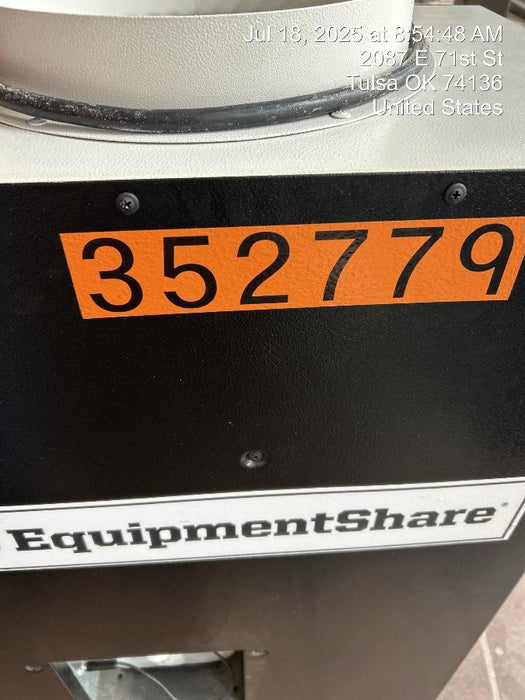 Jul 18, 2025 at 8:54:48 AM
2087 E 71st St
Tulsa OK 74136
United States
352779
EquipmentShare